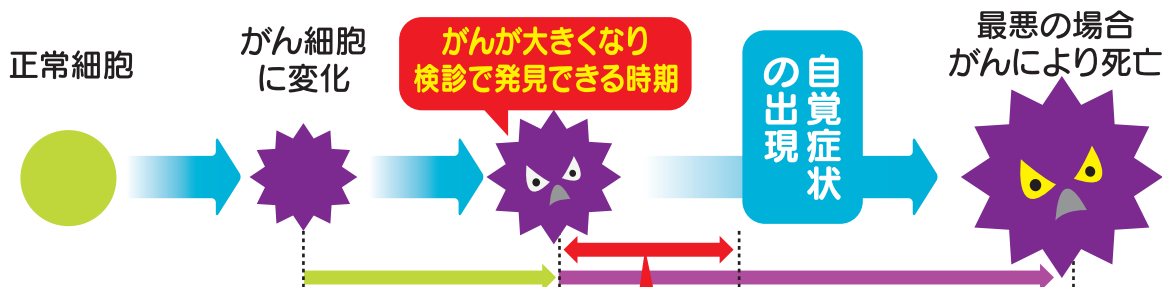 正常細胞
がん細胞
に変化
がんが大きくなり
検診で発見できる時期
自覚症状
の出現
最悪の場合
がんにより死亡